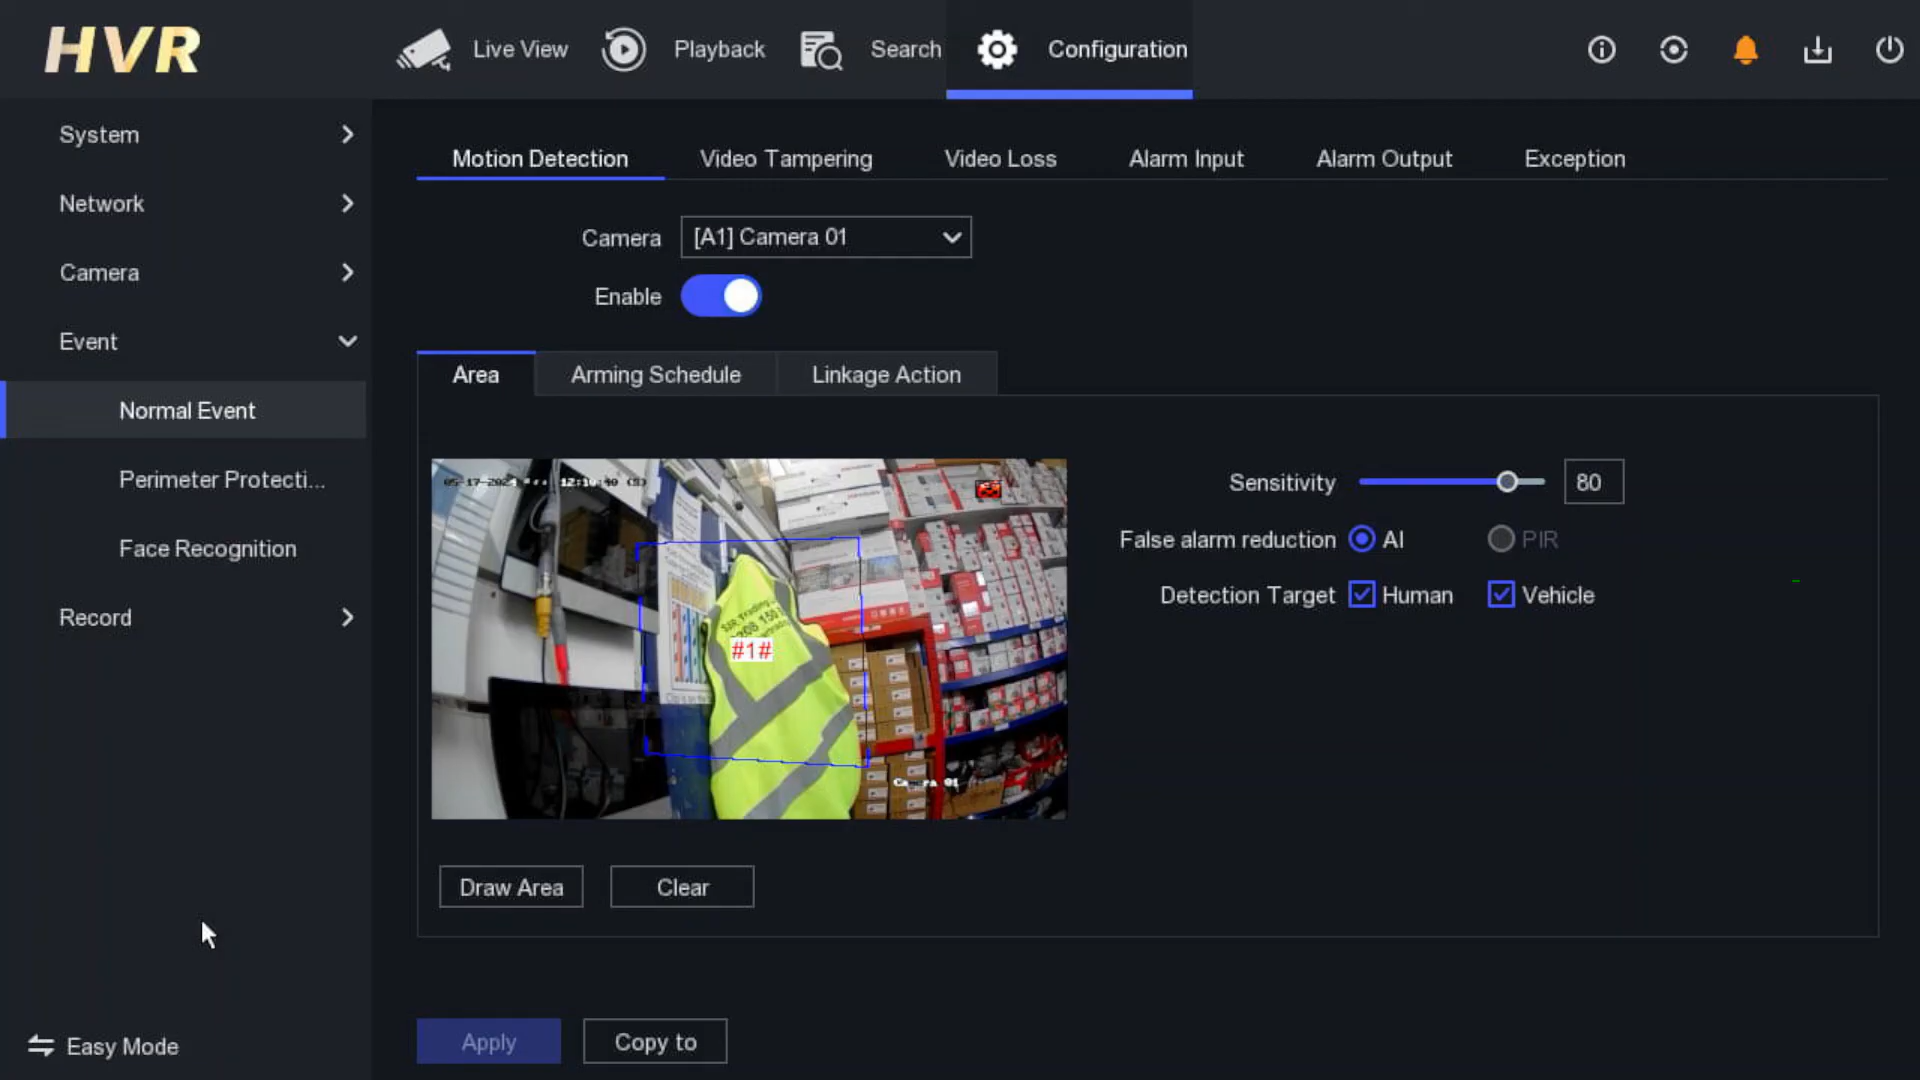 HVR
Live View
Playback
Search
Configuration
System
Network
Camera
Event
Normal Event
Perimeter Protecti...
Face Recognition
Record
Easy Mode
Motion Detection
Video Tampering
Video Loss
Alarm Input
Alarm Output
Exception
Camera [A1] Camera 01
Enable
Area
Arming Schedule
Linkage Action
#1#
Camera 01
Sensitivity 80
False alarm reduction AI PIR
Detection Target Human Vehicle
Draw Area
Clear
Apply
Copy to